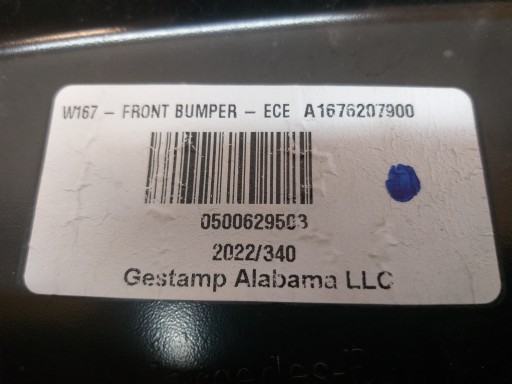 W167 - FRONT BUMPER - ECE A1676207900
0500629503
2022/340
Gestamp Alabama LLC